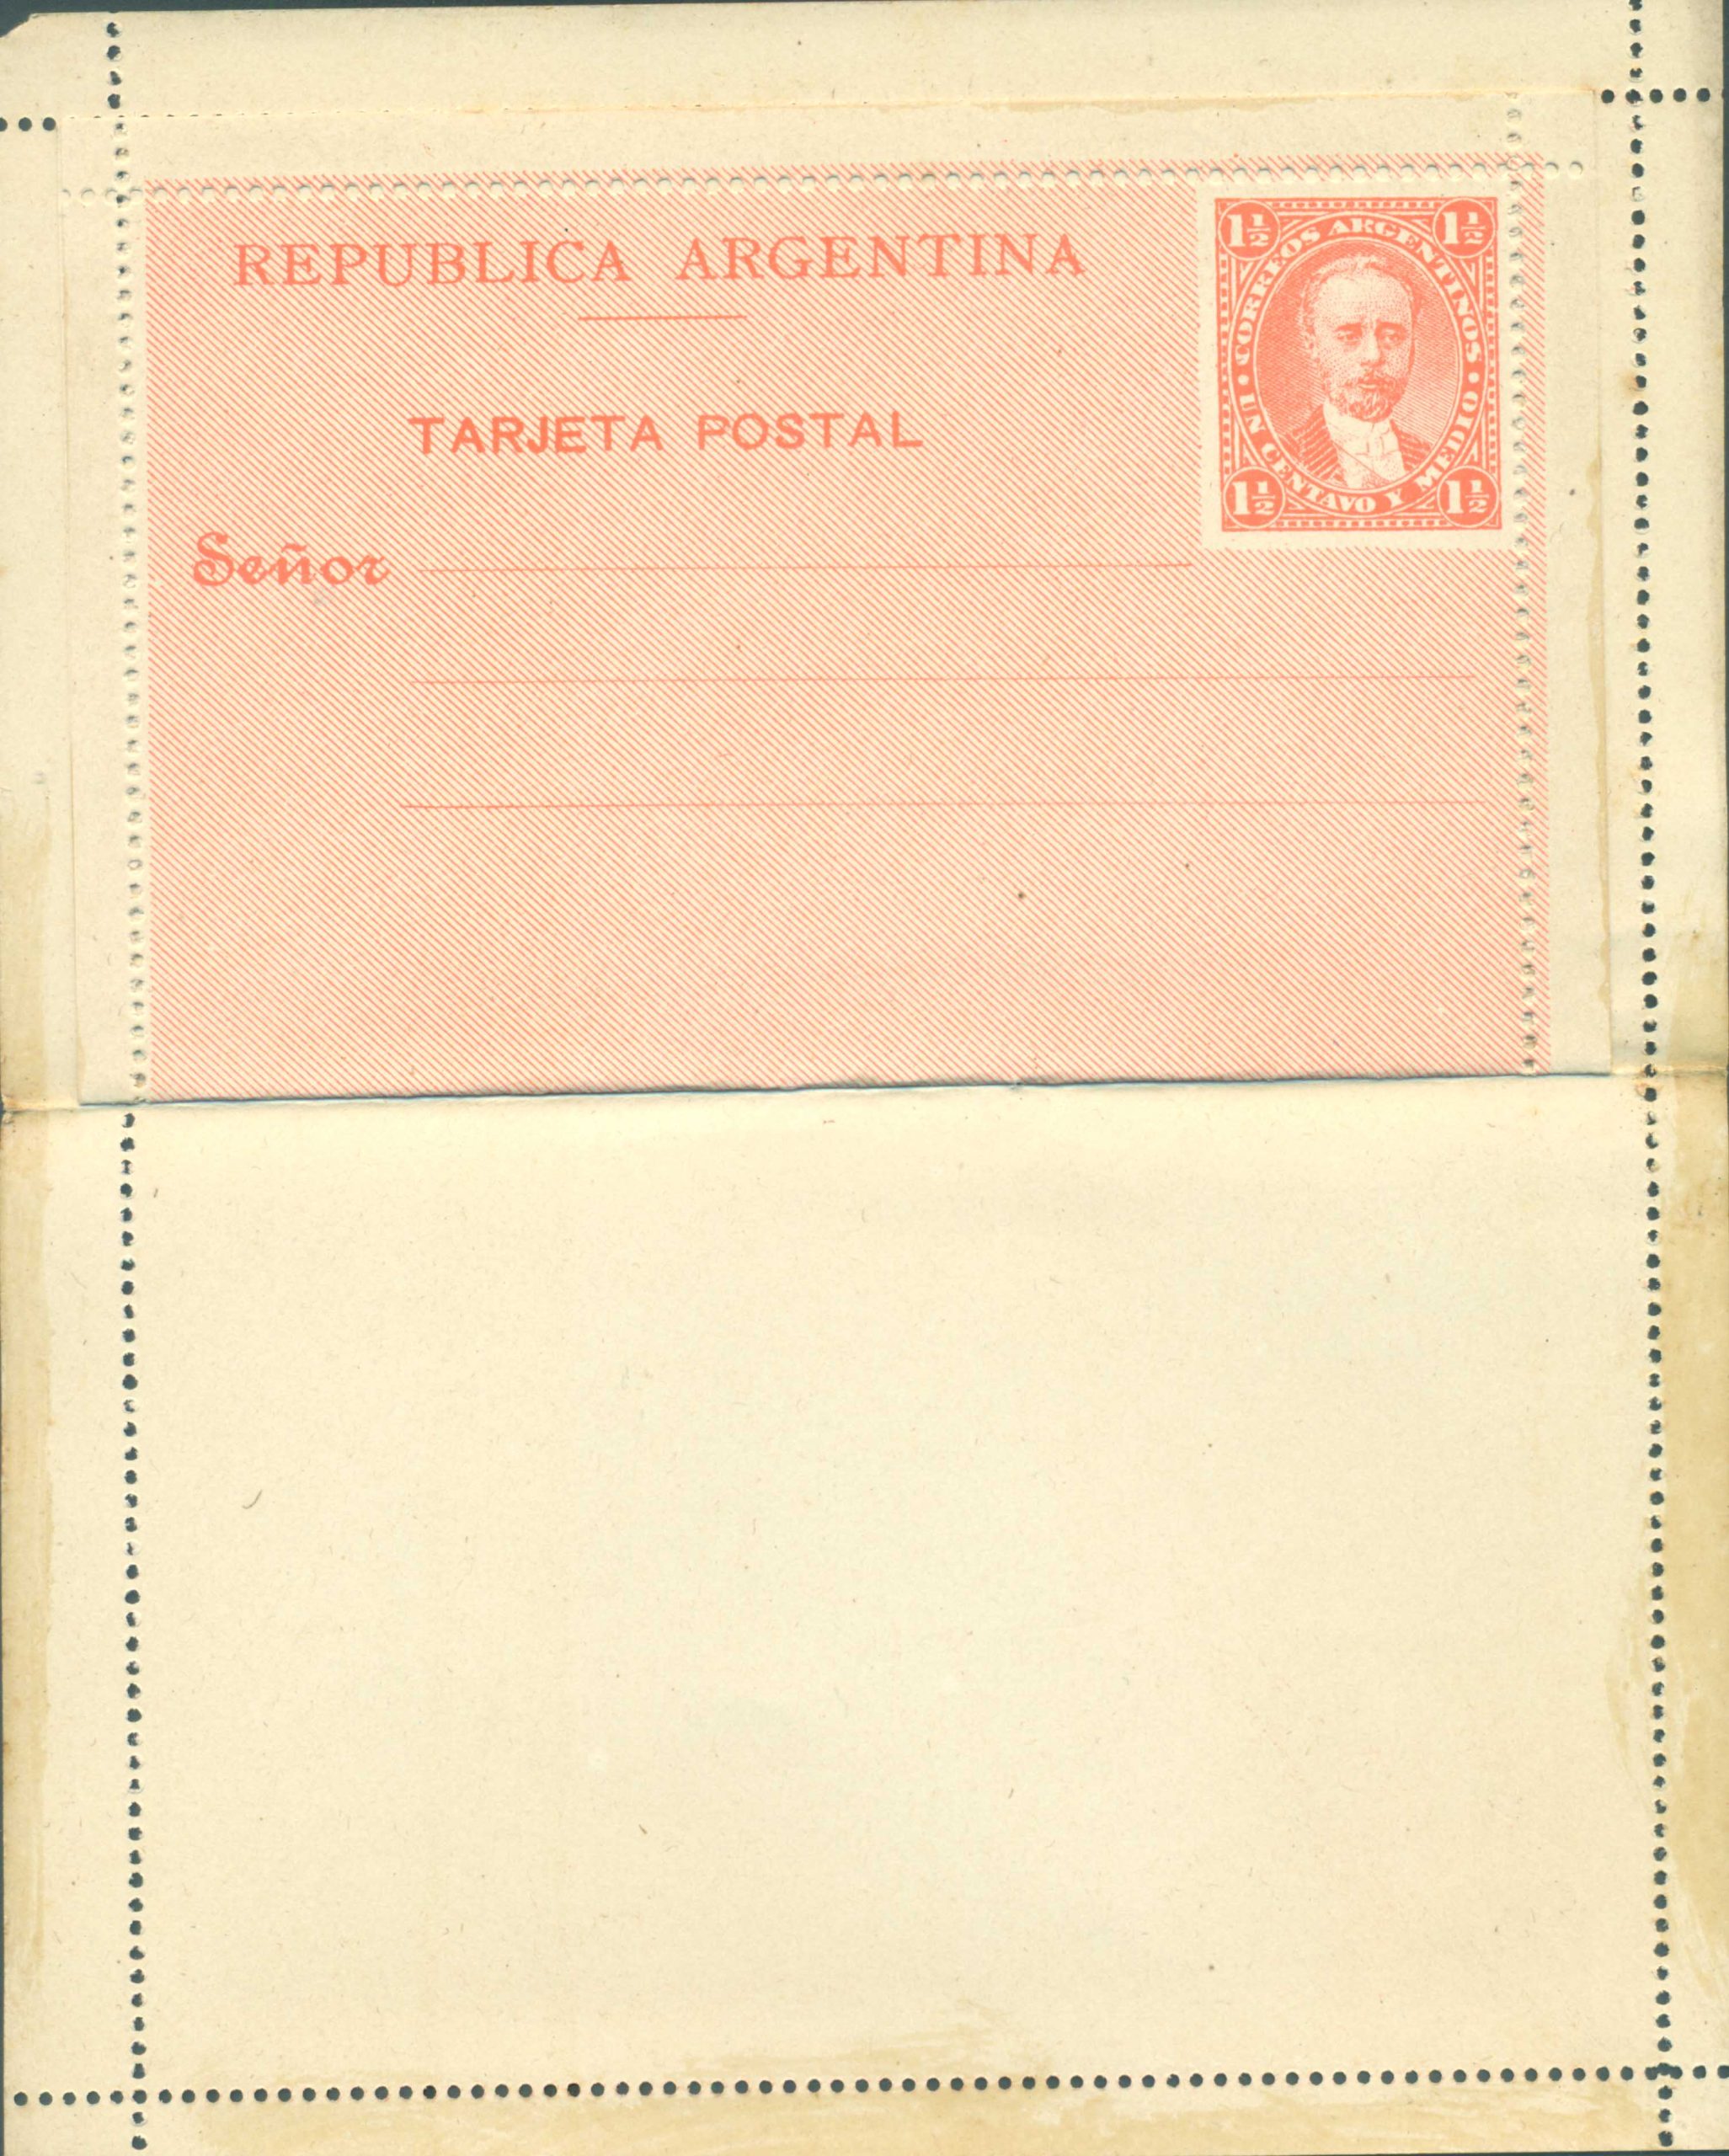 REPUBLICA ARGENTINA
TARJETA POSTAL
Señor
1½ 1½
CORREOS ARGENTINOS
UN CENTAVO Y MEDIO
1½ 1½